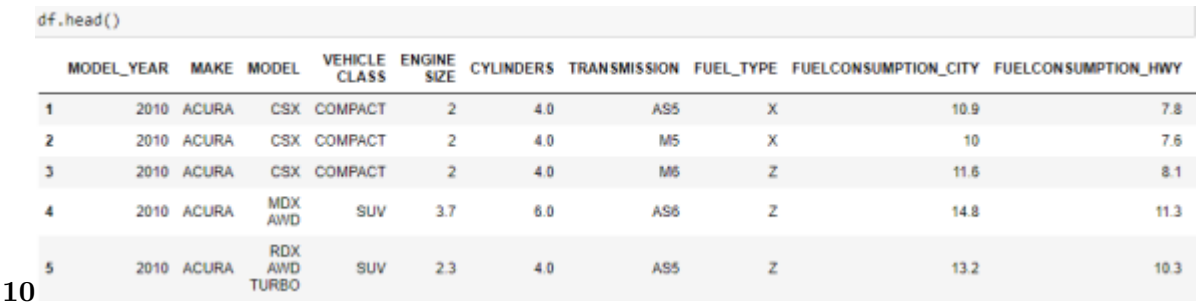 df.head()
MODEL_YEAR MAKE MODEL VEHICLE CLASS ENGINE SIZE CYLINDERS TRANSMISSION FUEL_TYPE FUELCONSUMPTION_CITY FUELCONSUMPTION_HWY
1 2010 ACURA CSX COMPACT 2 4.0 AS5 X 10.9 7.8
2 2010 ACURA CSX COMPACT 2 4.0 M5 X 10 7.6
3 2010 ACURA CSX COMPACT 2 4.0 M6 Z 11.6 8.1
4 2010 ACURA MDX AWD SUV 3.7 6.0 AS6 Z 14.8 11.3
5 2010 ACURA RDX AWD TURBO SUV 2.3 4.0 AS5 Z 13.2 10.3
10